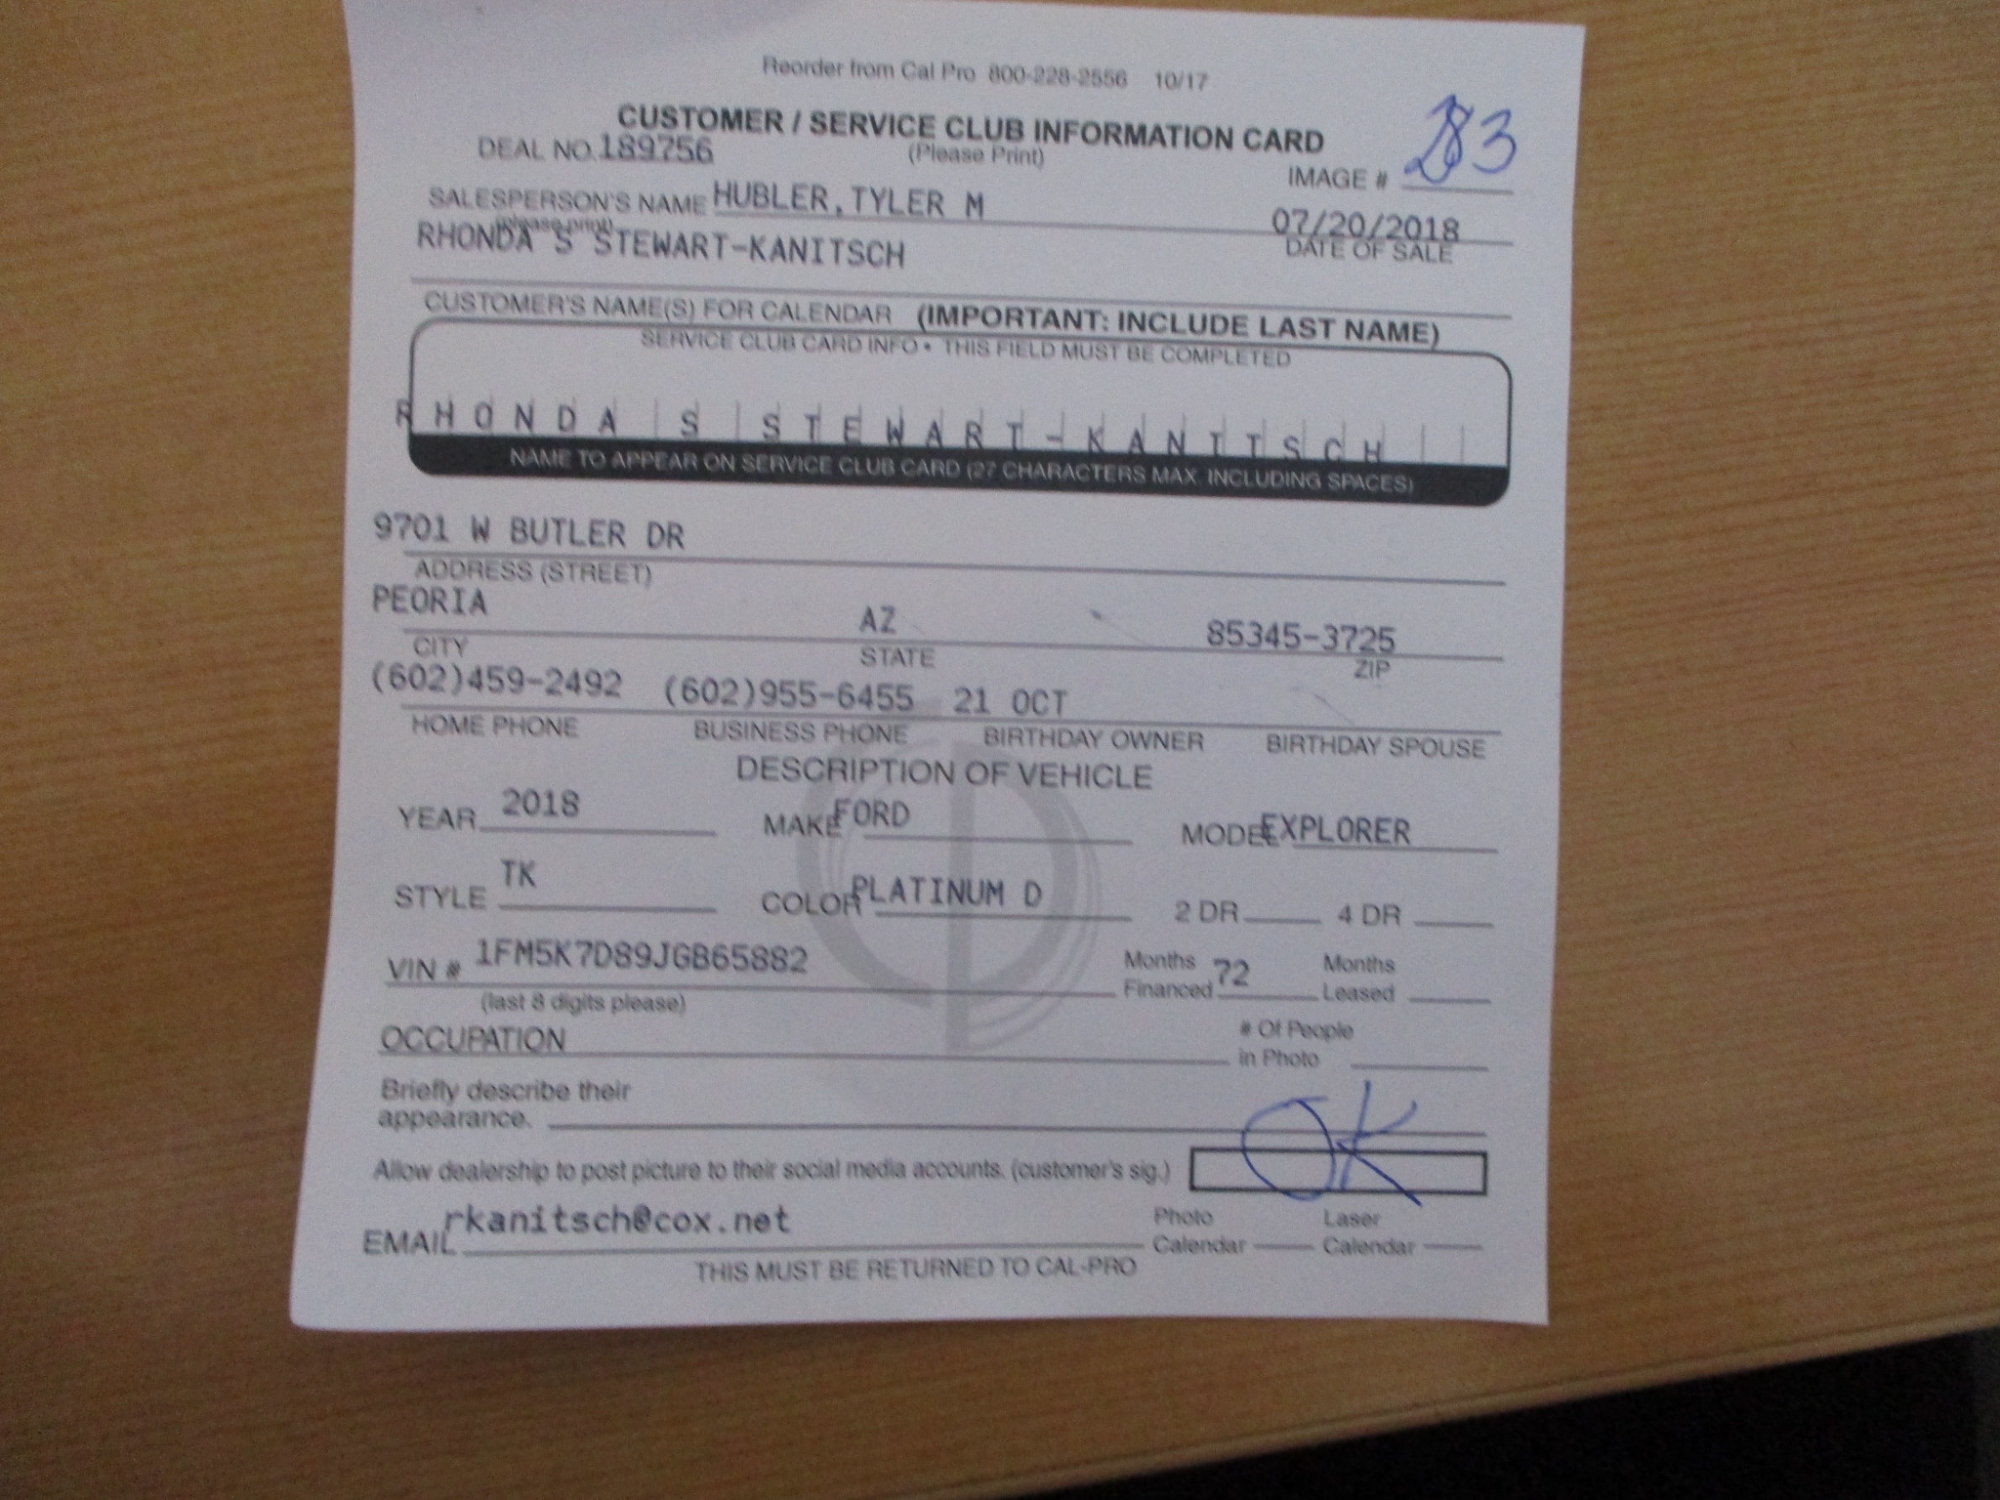 Reorder from Cal Pro 800-228-2556 10/17
CUSTOMER / SERVICE CLUB INFORMATION CARD
DEAL NO. 189756 (Please Print)
IMAGE # 283
SALESPERSON'S NAME HUBLER, TYLER M
(please print)
07/20/2018
DATE OF SALE
RHONDA S STEWART-KANITSCH
CUSTOMER'S NAME(S) FOR CALENDAR (IMPORTANT: INCLUDE LAST NAME)
SERVICE CLUB CARD INFO • THIS FIELD MUST BE COMPLETED
RHONDA S STEWART-KANITSCH
NAME TO APPEAR ON SERVICE CLUB CARD (27 CHARACTERS MAX. INCLUDING SPACES)
9701 W BUTLER DR
ADDRESS (STREET)
PEORIA AZ 85345-3725
CITY STATE ZIP
(602)459-2492 (602)955-6455 21 OCT
HOME PHONE BUSINESS PHONE BIRTHDAY OWNER BIRTHDAY SPOUSE
DESCRIPTION OF VEHICLE
YEAR 2018 MAKE FORD MODEL EXPLORER
STYLE TK COLOR PLATINUM D 2 DR 4 DR
VIN # 1FM5K7D89JGB65882 Months Financed 72 Months Leased
(last 8 digits please)
OCCUPATION # Of People in Photo
Briefly describe their
appearance.
OK
Allow dealership to post picture to their social media accounts. (customer's sig.)
EMAIL rkanitsch@cox.net Photo Calendar Laser Calendar
THIS MUST BE RETURNED TO CAL-PRO